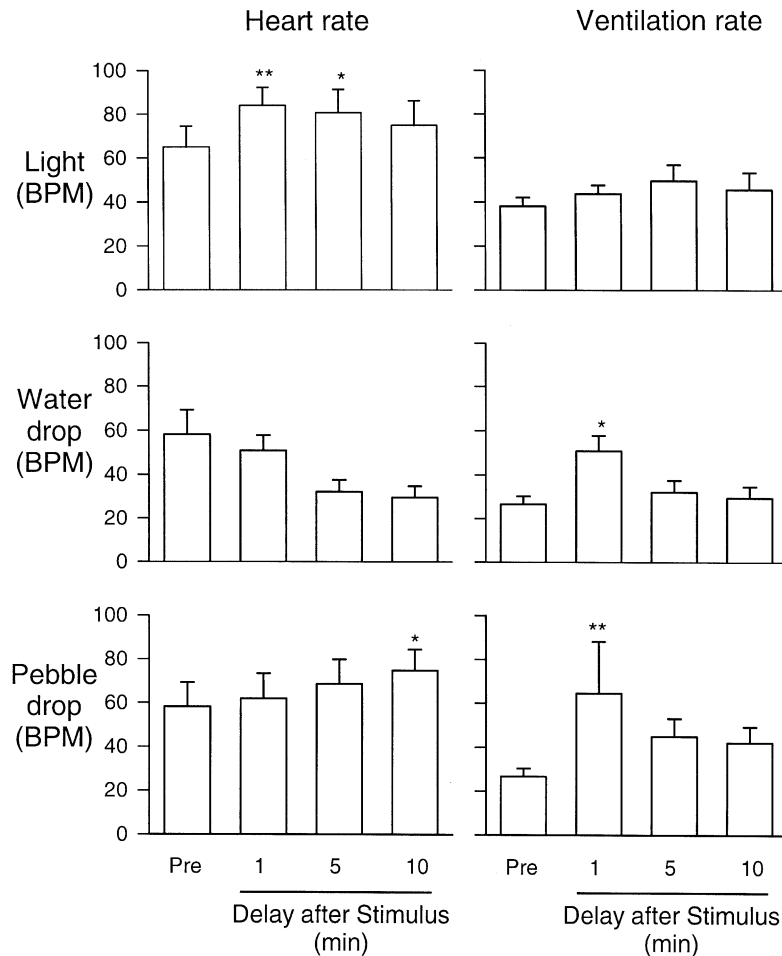 Heart rate
Ventilation rate
100
80
60
40
20
0
Light
(BPM)
**
*
100
80
60
40
20
0
Water
drop
(BPM)
*
100
80
60
40
20
0
Pebble
drop
(BPM)
*
**
Pre 1 5 10
Delay after Stimulus
(min)
Pre 1 5 10
Delay after Stimulus
(min)